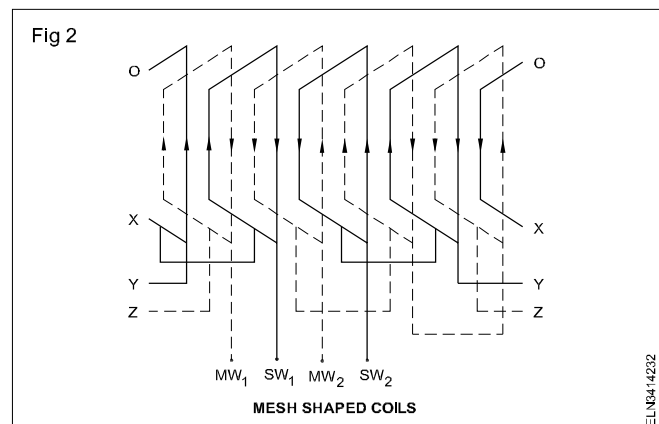 Fig 2
O
O
X
X
Y
Y
Z
Z
MW₁ SW₁ MW₂ SW₂
MESH SHAPED COILS
ELN3414232